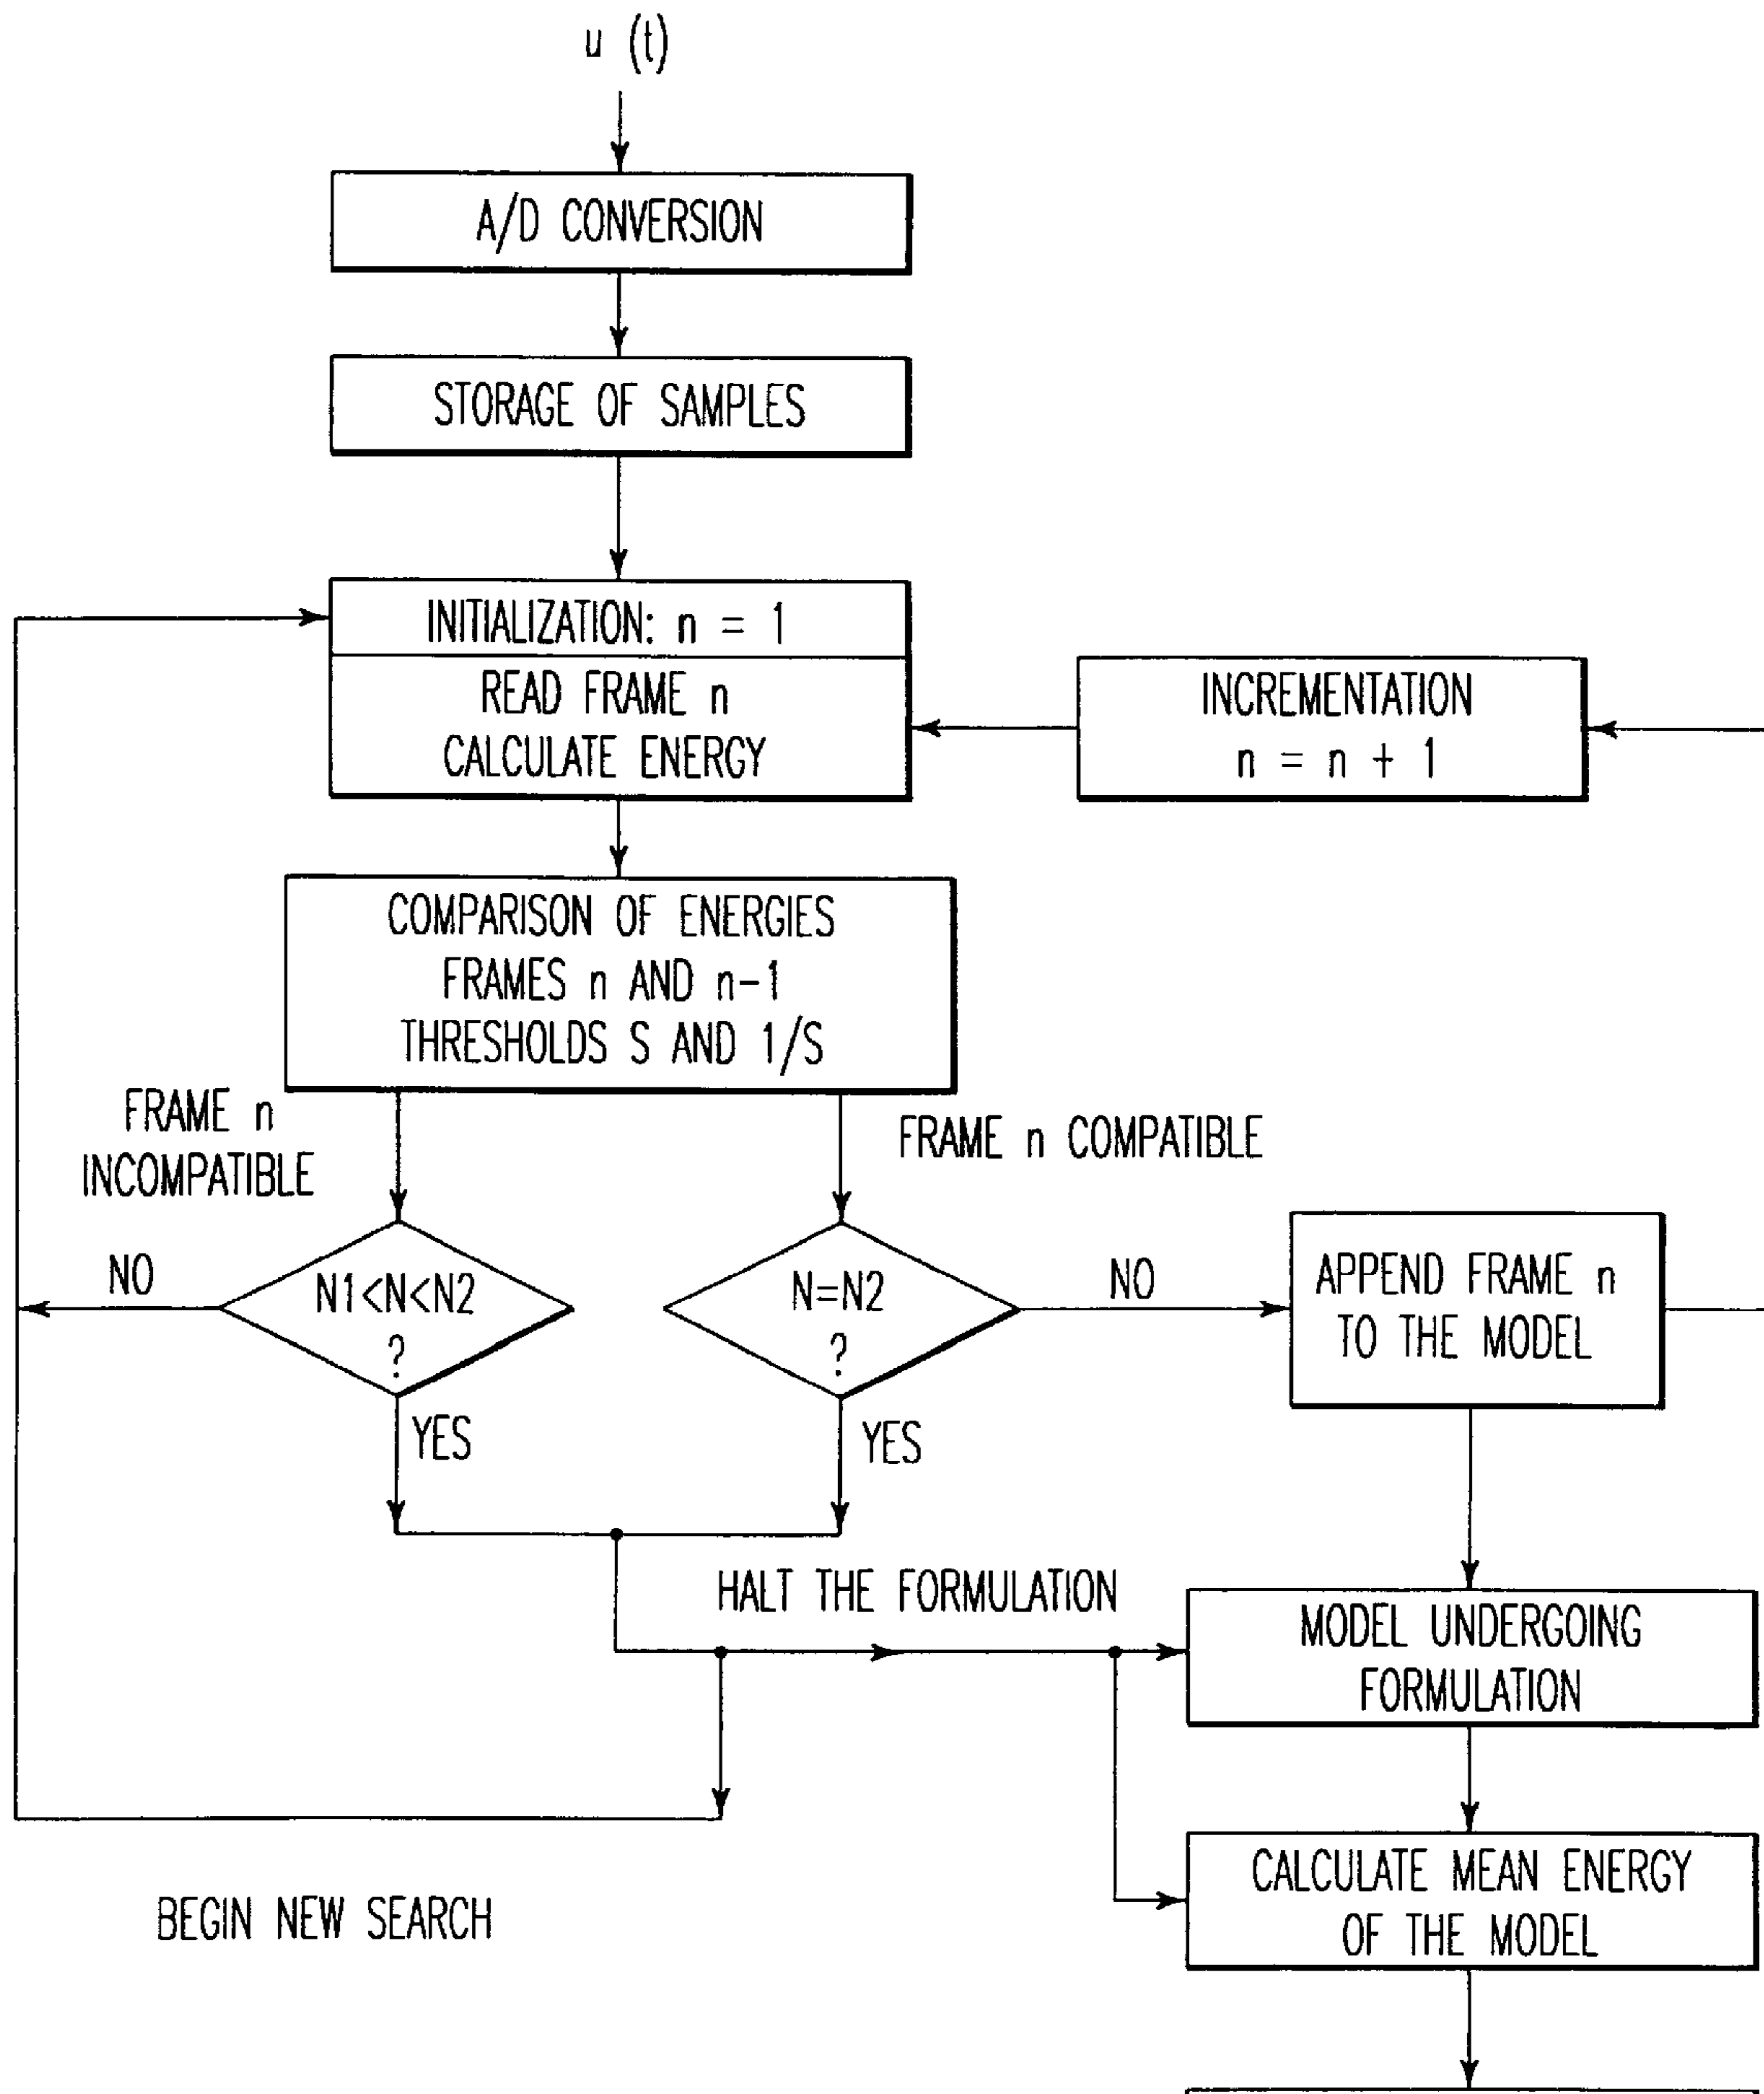 u (t)
A/D CONVERSION
STORAGE OF SAMPLES
INITIALIZATION: n = 1
READ FRAME n
CALCULATE ENERGY
INCREMENTATION
n = n + 1
COMPARISON OF ENERGIES
FRAMES n AND n-1
THRESHOLDS S AND 1/S
FRAME n
INCOMPATIBLE
FRAME n COMPATIBLE
NO
N1<N<N2
?
N=N2
?
NO
APPEND FRAME n
TO THE MODEL
YES
YES
HALT THE FORMULATION
MODEL UNDERGOING
FORMULATION
CALCULATE MEAN ENERGY
OF THE MODEL
BEGIN NEW SEARCH